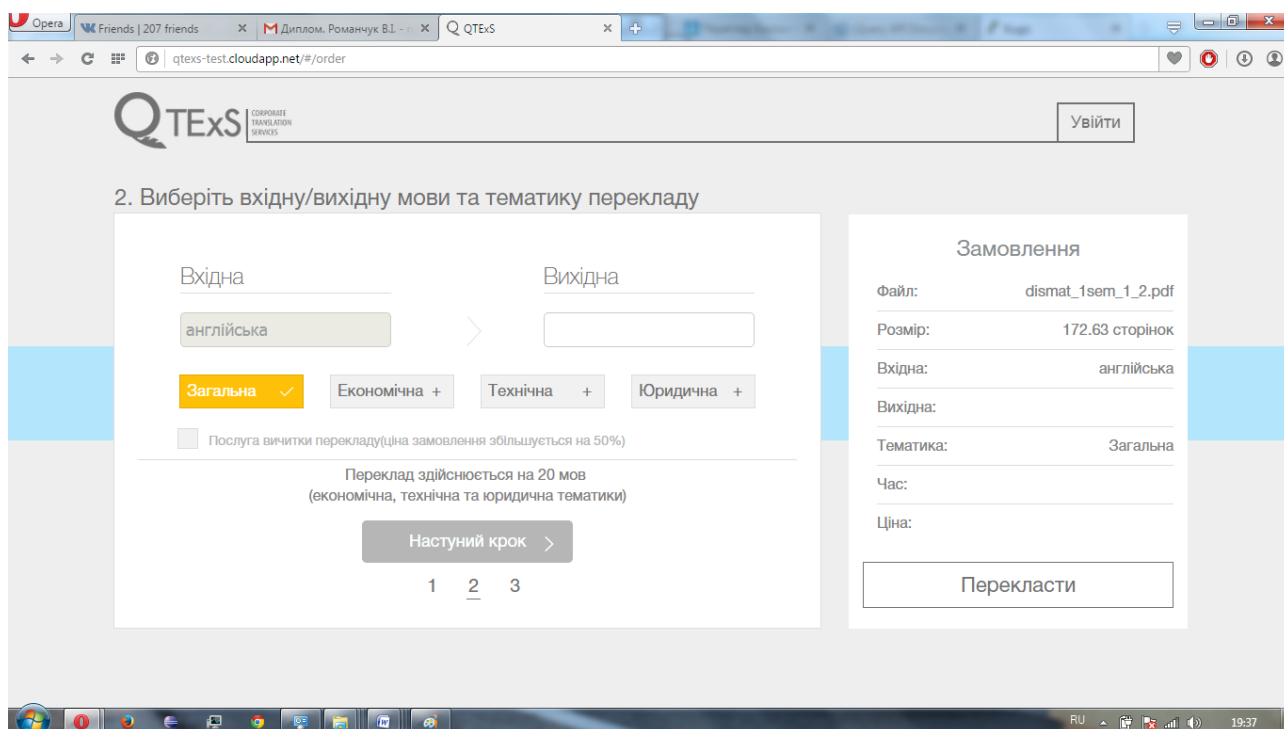 Opera
Friends | 207 friends
Диплом. Романчук В.І. -
QTExS
qtexs-test.cloudapp.net/#/order
QTExS CORPORATE TRANSLATION SERVICES
Увійти
2. Виберіть вхідну/вихідну мови та тематику перекладу
Вхідна
Вихідна
англійська
Загальна
Економічна +
Технічна +
Юридична +
Послуга вичитки перекладу(ціна замовлення збільшується на 50%)
Переклад здійснюється на 20 мов
(економічна, технічна та юридична тематики)
Настуний крок
1 2 3
Замовлення
Файл: dismat_1sem_1_2.pdf
Розмір: 172.63 сторінок
Вхідна: англійська
Вихідна:
Тематика: Загальна
Час:
Ціна:
Перекласти
RU
19:37